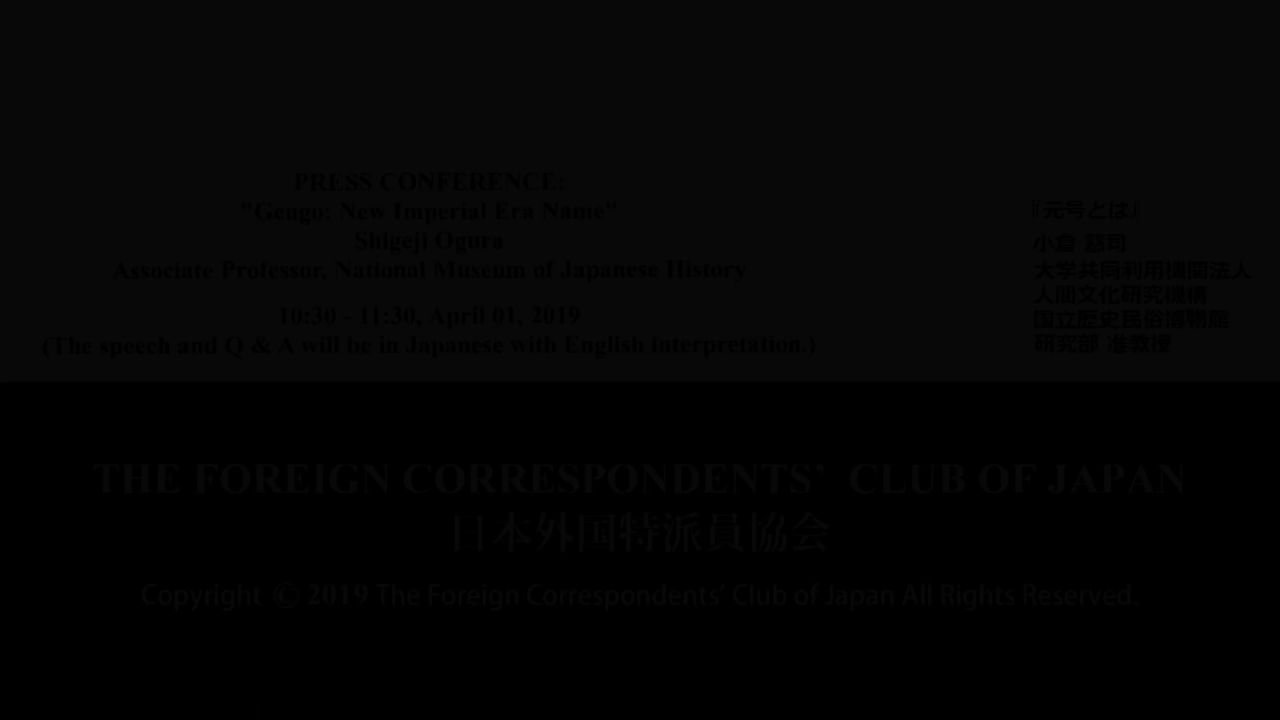 PRESS CONFERENCE:
"Gengo: New Imperial Era Name"
Shigeji Ogura
Associate Professor, National Museum of Japanese History
10:30 - 11:30, April 01, 2019
(The speech and Q & A will be in Japanese with English interpretation.)
『元号とは』
小倉 慈司
大学共同利用機関法人
人間文化研究機構
国立歴史民俗博物館
研究部 准教授
THE FOREIGN CORRESPONDENTS’ CLUB OF JAPAN
日本外国特派員協会
Copyright © 2019 The Foreign Correspondents’ Club of Japan All Rights Reserved.